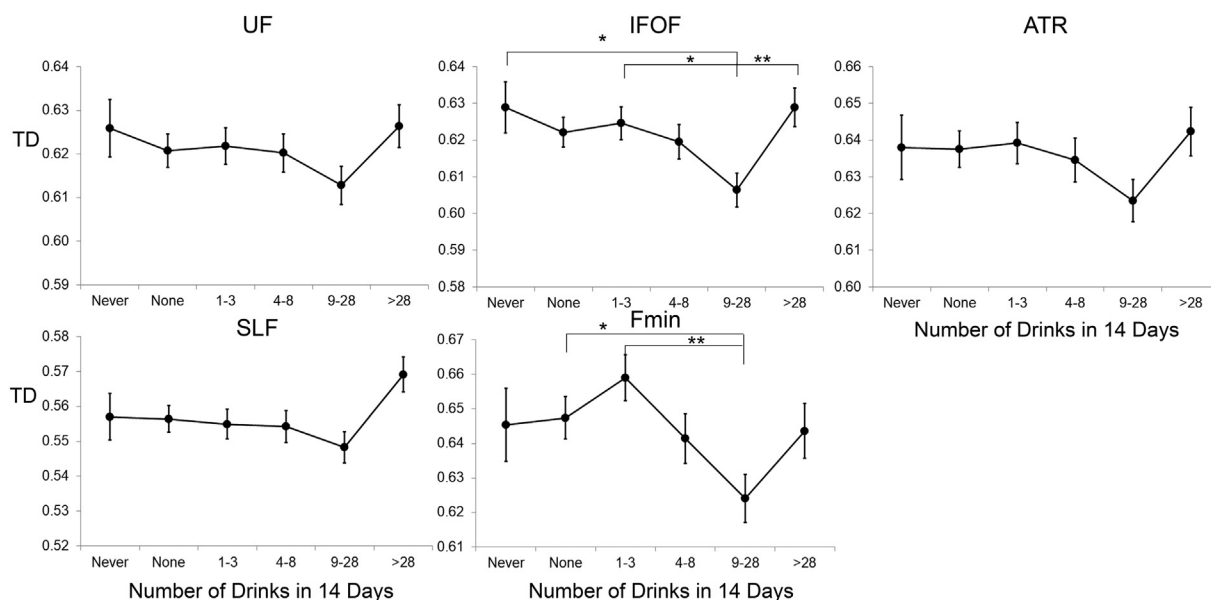 UF
IFOF
ATR
0.64
0.63
0.62
0.61
0.60
0.59
TD
Never None 1-3 4-8 9-28 >28
0.64
0.63
0.62
0.61
0.60
0.59
0.58
*
* **
Never None 1-3 4-8 9-28 >28
0.66
0.65
0.64
0.63
0.62
0.61
0.60
Never None 1-3 4-8 9-28 >28
Number of Drinks in 14 Days
SLF
0.58
0.57
0.56
0.55
0.54
0.53
0.52
TD
Never None 1-3 4-8 9-28 >28
Number of Drinks in 14 Days
Fmin
0.67
0.66
0.65
0.64
0.63
0.62
0.61
*
**
Never None 1-3 4-8 9-28 >28
Number of Drinks in 14 Days